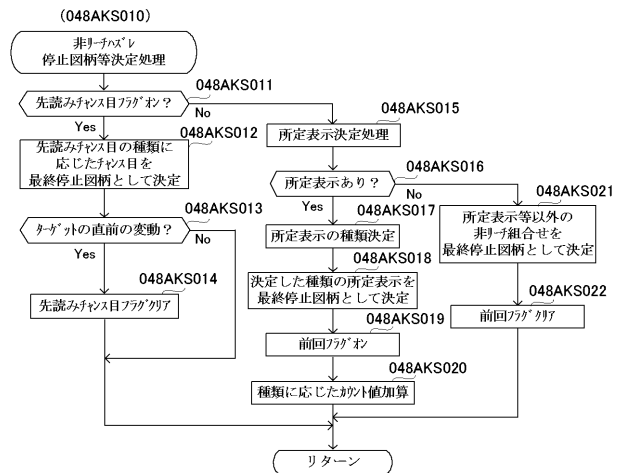 (048AKS010)
非リーチハズレ
停止図柄等決定処理
048AKS011
先読みチャンス目フラグオン？
Yes
No
048AKS012
先読みチャンス目の種類に
応じたチャンス目を
最終停止図柄として決定
048AKS013
ターゲットの直前の変動？
Yes
No
048AKS014
先読みチャンス目フラグクリア
048AKS015
所定表示決定処理
048AKS016
所定表示あり？
Yes
No
048AKS017
所定表示の種類決定
048AKS018
決定した種類の所定表示を
最終停止図柄として決定
048AKS019
前回フラグオン
048AKS020
種類に応じたカウント値加算
048AKS021
所定表示等以外の
非リーチ組合せを
最終停止図柄として決定
048AKS022
前回フラグクリア
リターン